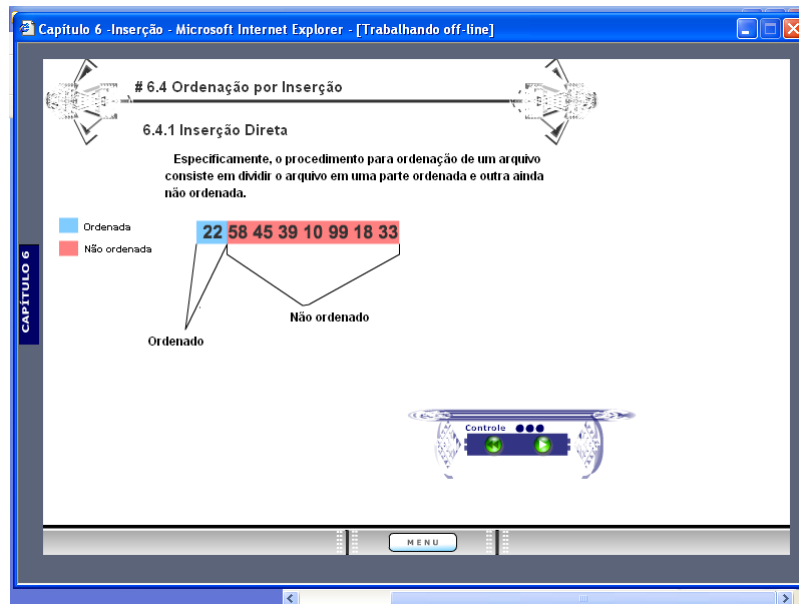 Capítulo 6 -Inserção - Microsoft Internet Explorer - [Trabalhando off-line]
# 6.4 Ordenação por Inserção
6.4.1 Inserção Direta
Especificamente, o procedimento para ordenação de um arquivo
consiste em dividir o arquivo em uma parte ordenada e outra ainda
não ordenada.
Ordenada
Não ordenada
22 58 45 39 10 99 18 33
Não ordenado
Ordenado
CAPÍTULO 6
Controle
MENU